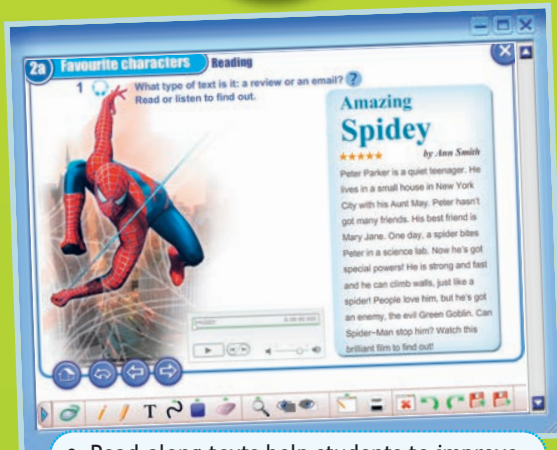 2a Favourite characters Reading
1 What type of text is it: a review or an email? ?
Read or listen to find out.
Amazing
Spidey
by Ann Smith
Peter Parker is a quiet teenager. He
lives in a small house in New York
City with his Aunt May. Peter hasn't
got many friends. His best friend is
Mary Jane. One day, a spider bites
Peter in a science lab. Now he's got
special powers! He is strong and fast
and he can climb walls, just like a
spider! People love him, but he's got
an enemy, the evil Green Goblin. Can
Spider-Man stop him? Watch this
brilliant film to find out!
T
• Read-along texts help students to improve